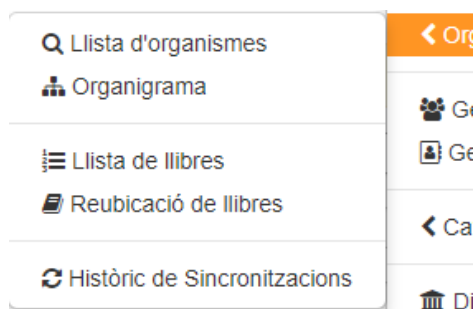 Llista d'organismes
Organigrama
Llista de llibres
Reubicació de llibres
Històric de Sincronitzacions